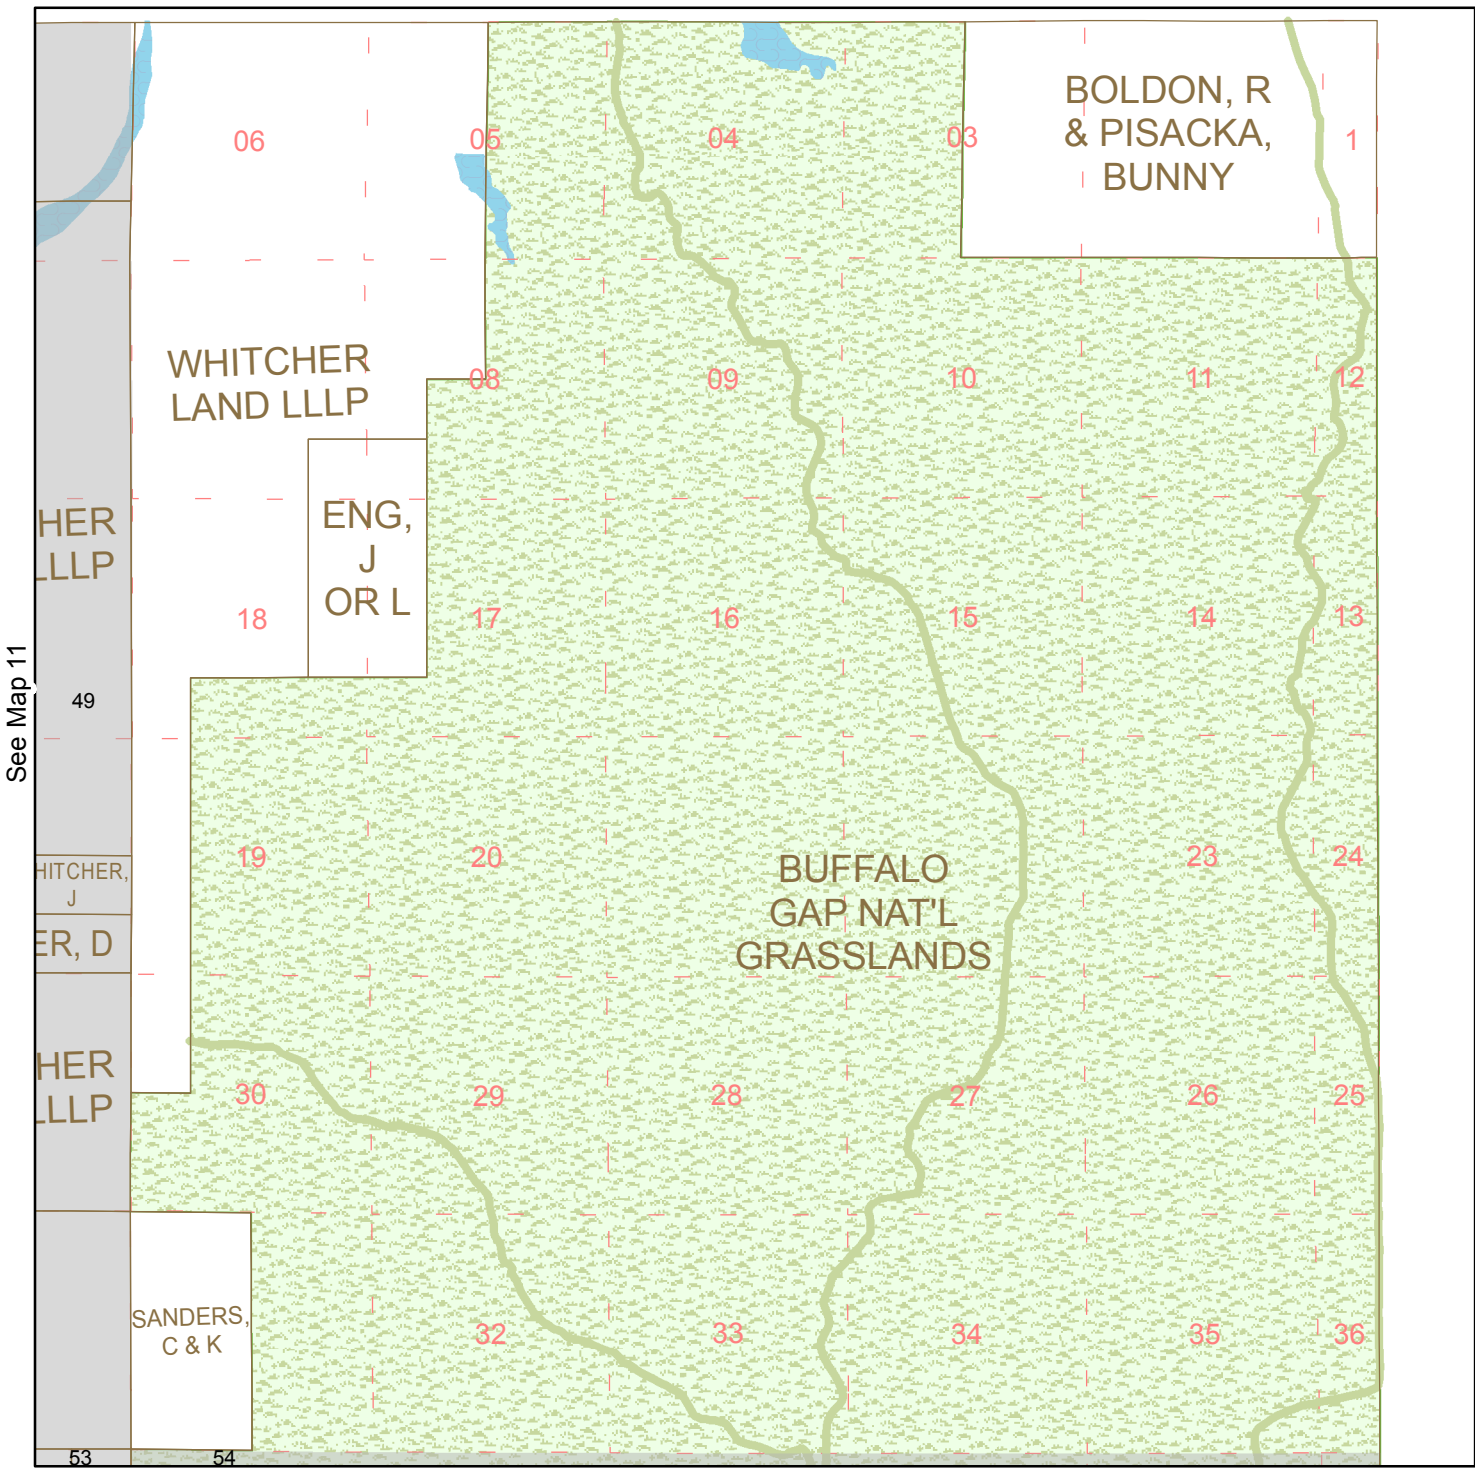 06
05
04
03
BOLDON, R
& PISACKA,
BUNNY
1
WHITCHER
LAND LLLP
08
09
10
11
12
HER
LLLP
ENG,
J
OR L
18
17
16
15
14
13
See Map 11
49
19
20
BUFFALO
GAP NAT'L
GRASSLANDS
23
24
HITCHER,
J
ER, D
HER
LLLP
30
29
28
27
26
25
SANDERS,
C & K
32
33
34
35
36
53
54